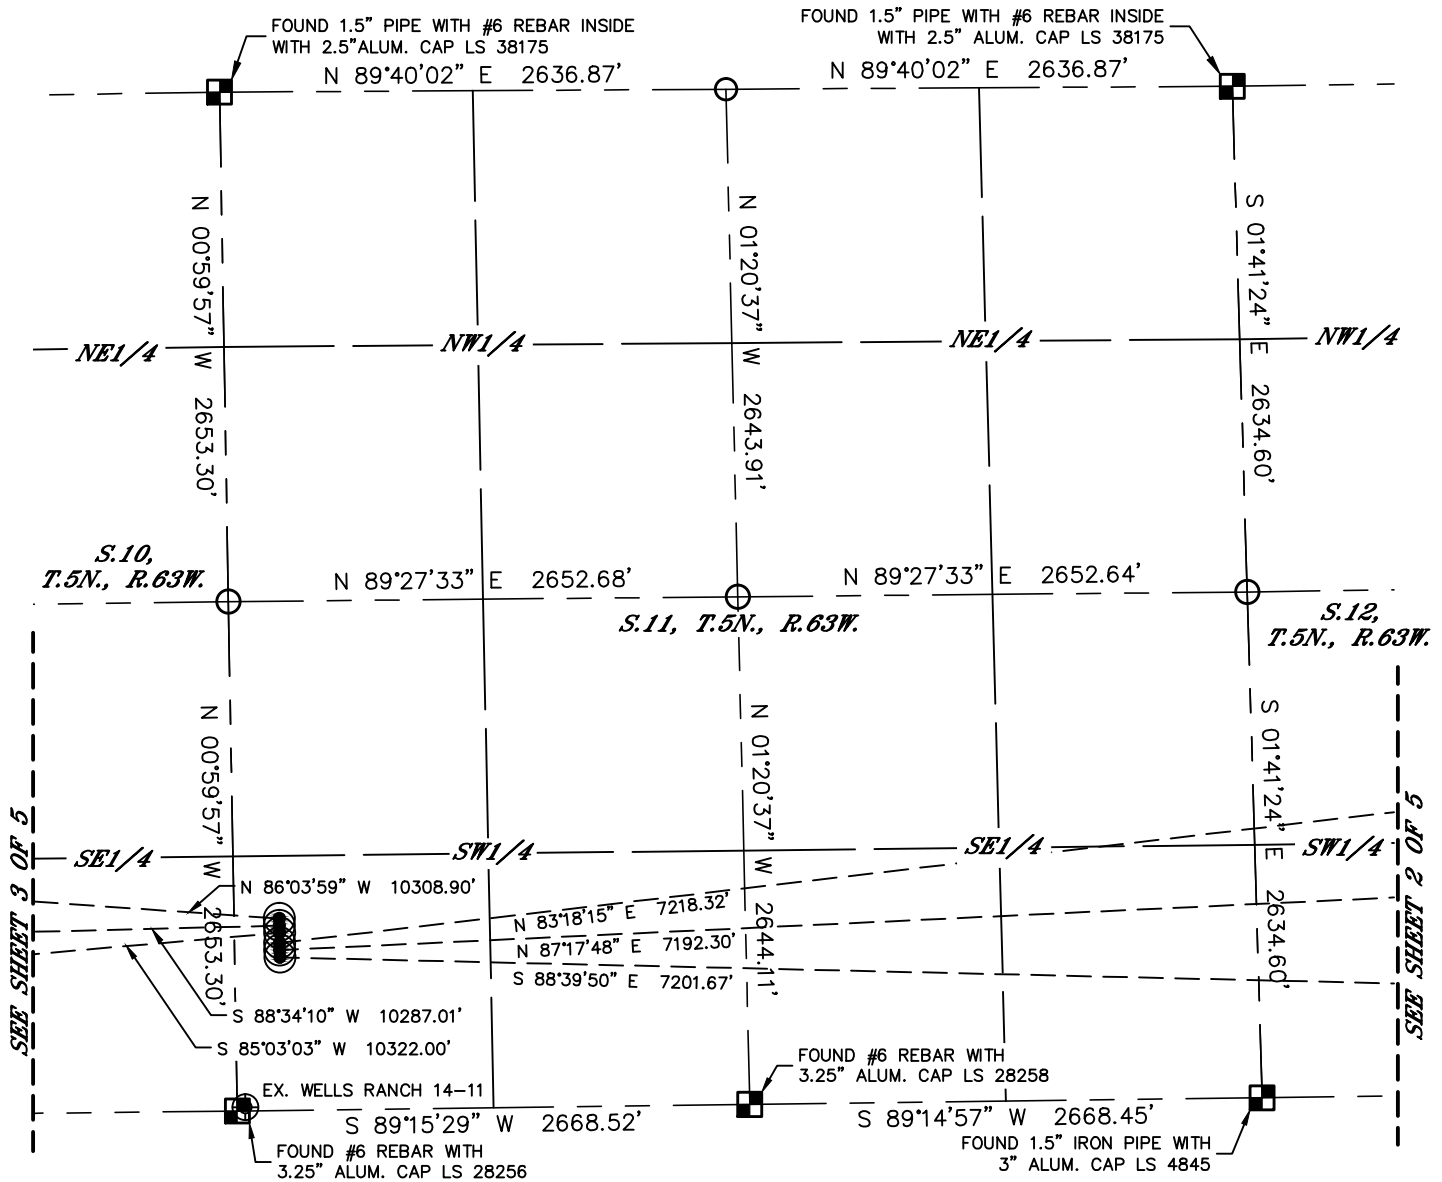 FOUND 1.5" PIPE WITH #6 REBAR INSIDE
WITH 2.5"ALUM. CAP LS 38175
FOUND 1.5" PIPE WITH #6 REBAR INSIDE
WITH 2.5" ALUM. CAP LS 38175
N 89°40'02" E 2636.87'
N 89°40'02" E 2636.87'
N 00°59'57" W 2653.30'
N 01°20'37" W 2643.91'
S 01°41'24" E 2634.60'
NE1/4
NW1/4
NE1/4
NW1/4
S.10,
T.5N., R.63W.
N 89°27'33" E 2652.68'
N 89°27'33" E 2652.64'
S.11, T.5N., R.63W.
S.12,
T.5N., R.63W.
N 00°59'57" W 2653.30'
N 01°20'37" W 2644.11'
S 01°41'24" E 2634.60'
SEE SHEET 3 OF 5
SEE SHEET 2 OF 5
SE1/4
SW1/4
SE1/4
SW1/4
N 86°03'59" W 10308.90'
N 83°18'15" E 7218.32'
N 87°17'48" E 7192.30'
S 88°39'50" E 7201.67'
S 88°34'10" W 10287.01'
S 85°03'03" W 10322.00'
EX. WELLS RANCH 14-11
FOUND #6 REBAR WITH
3.25" ALUM. CAP LS 28258
S 89°15'29" W 2668.52'
S 89°14'57" W 2668.45'
FOUND #6 REBAR WITH
3.25" ALUM. CAP LS 28256
FOUND 1.5" IRON PIPE WITH
3" ALUM. CAP LS 4845